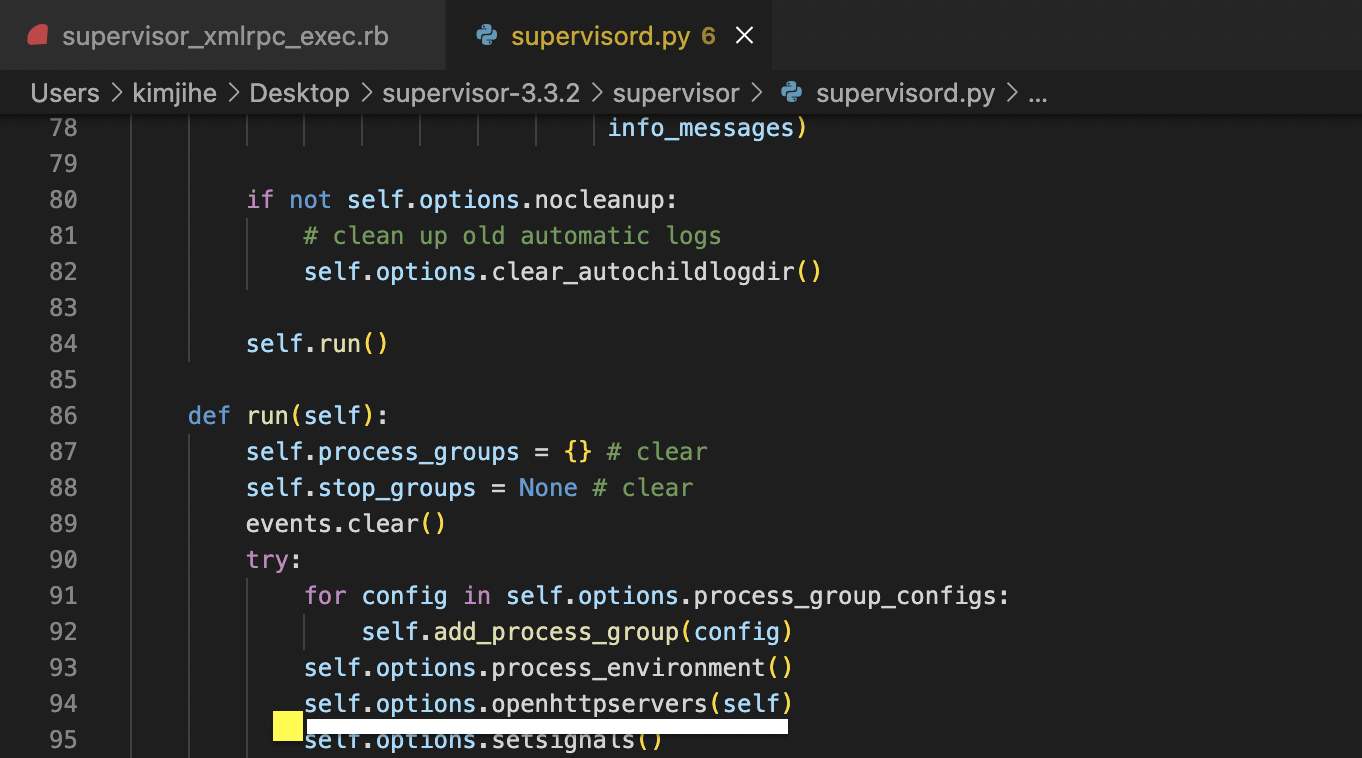 supervisor_xmlrpc_exec.rb supervisord.py 6
Users > kimjihe > Desktop > supervisor-3.3.2 > supervisor > supervisord.py > ...
78 info_messages)
79
80 if not self.options.nocleanup:
81 # clean up old automatic logs
82 self.options.clear_autochildlogdir()
83
84 self.run()
85
86 def run(self):
87 self.process_groups = {} # clear
88 self.stop_groups = None # clear
89 events.clear()
90 try:
91 for config in self.options.process_group_configs:
92 self.add_process_group(config)
93 self.options.process_environment()
94 self.options.openhttpservers(self)
95 self.options.setsignals()